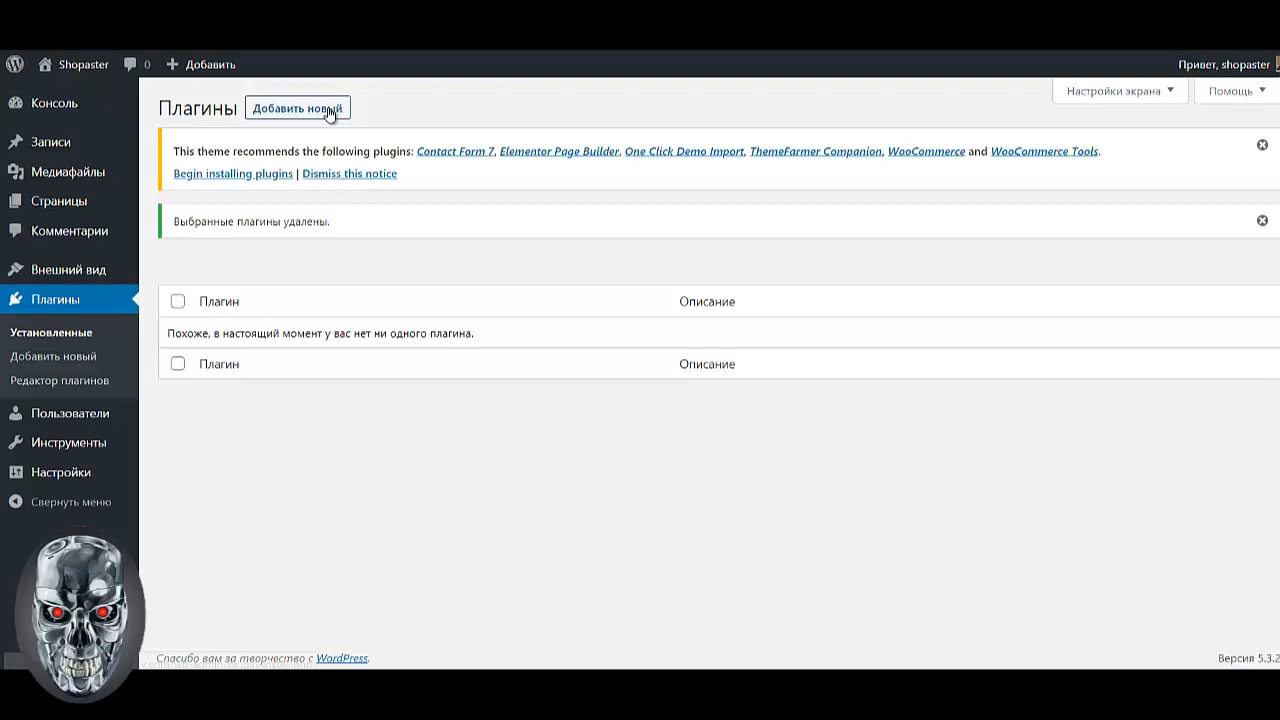 Shopaster 0 Добавить Привет, shopaster
Консоль
Записи
Медиафайлы
Страницы
Комментарии
Внешний вид
Плагины
Установленные
Добавить новый
Редактор плагинов
Пользователи
Инструменты
Настройки
Свернуть меню
Настройки экрана Помощь
Плагины Добавить новый
This theme recommends the following plugins: Contact Form 7, Elementor Page Builder, One Click Demo Import, ThemeFarmer Companion, WooCommerce and WooCommerce Tools.
Begin installing plugins | Dismiss this notice
Выбранные плагины удалены.
Плагин Описание
Похоже, в настоящий момент у вас нет ни одного плагина.
Плагин Описание
Спасибо вам за творчество с WordPress.
Версия 5.3.2